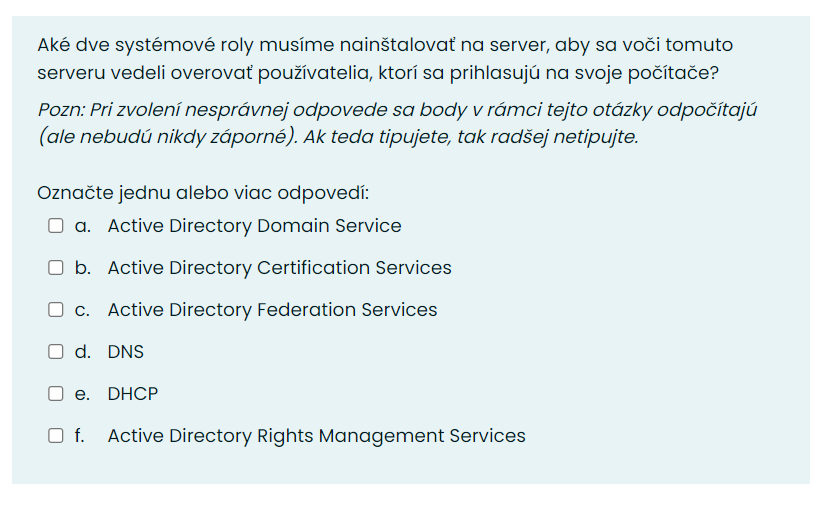 Aké dve systémové roly musíme nainštalovať na server, aby sa voči tomuto
serveru vedeli overovať používatelia, ktorí sa prihlasujú na svoje počítače?
Pozn: Pri zvolení nesprávnej odpovede sa body v rámci tejto otázky odpočítajú
(ale nebudú nikdy záporné). Ak teda tipujete, tak radšej netipujte.
Označte jednu alebo viac odpovedí:
a. Active Directory Domain Service
b. Active Directory Certification Services
c. Active Directory Federation Services
d. DNS
e. DHCP
f. Active Directory Rights Management Services